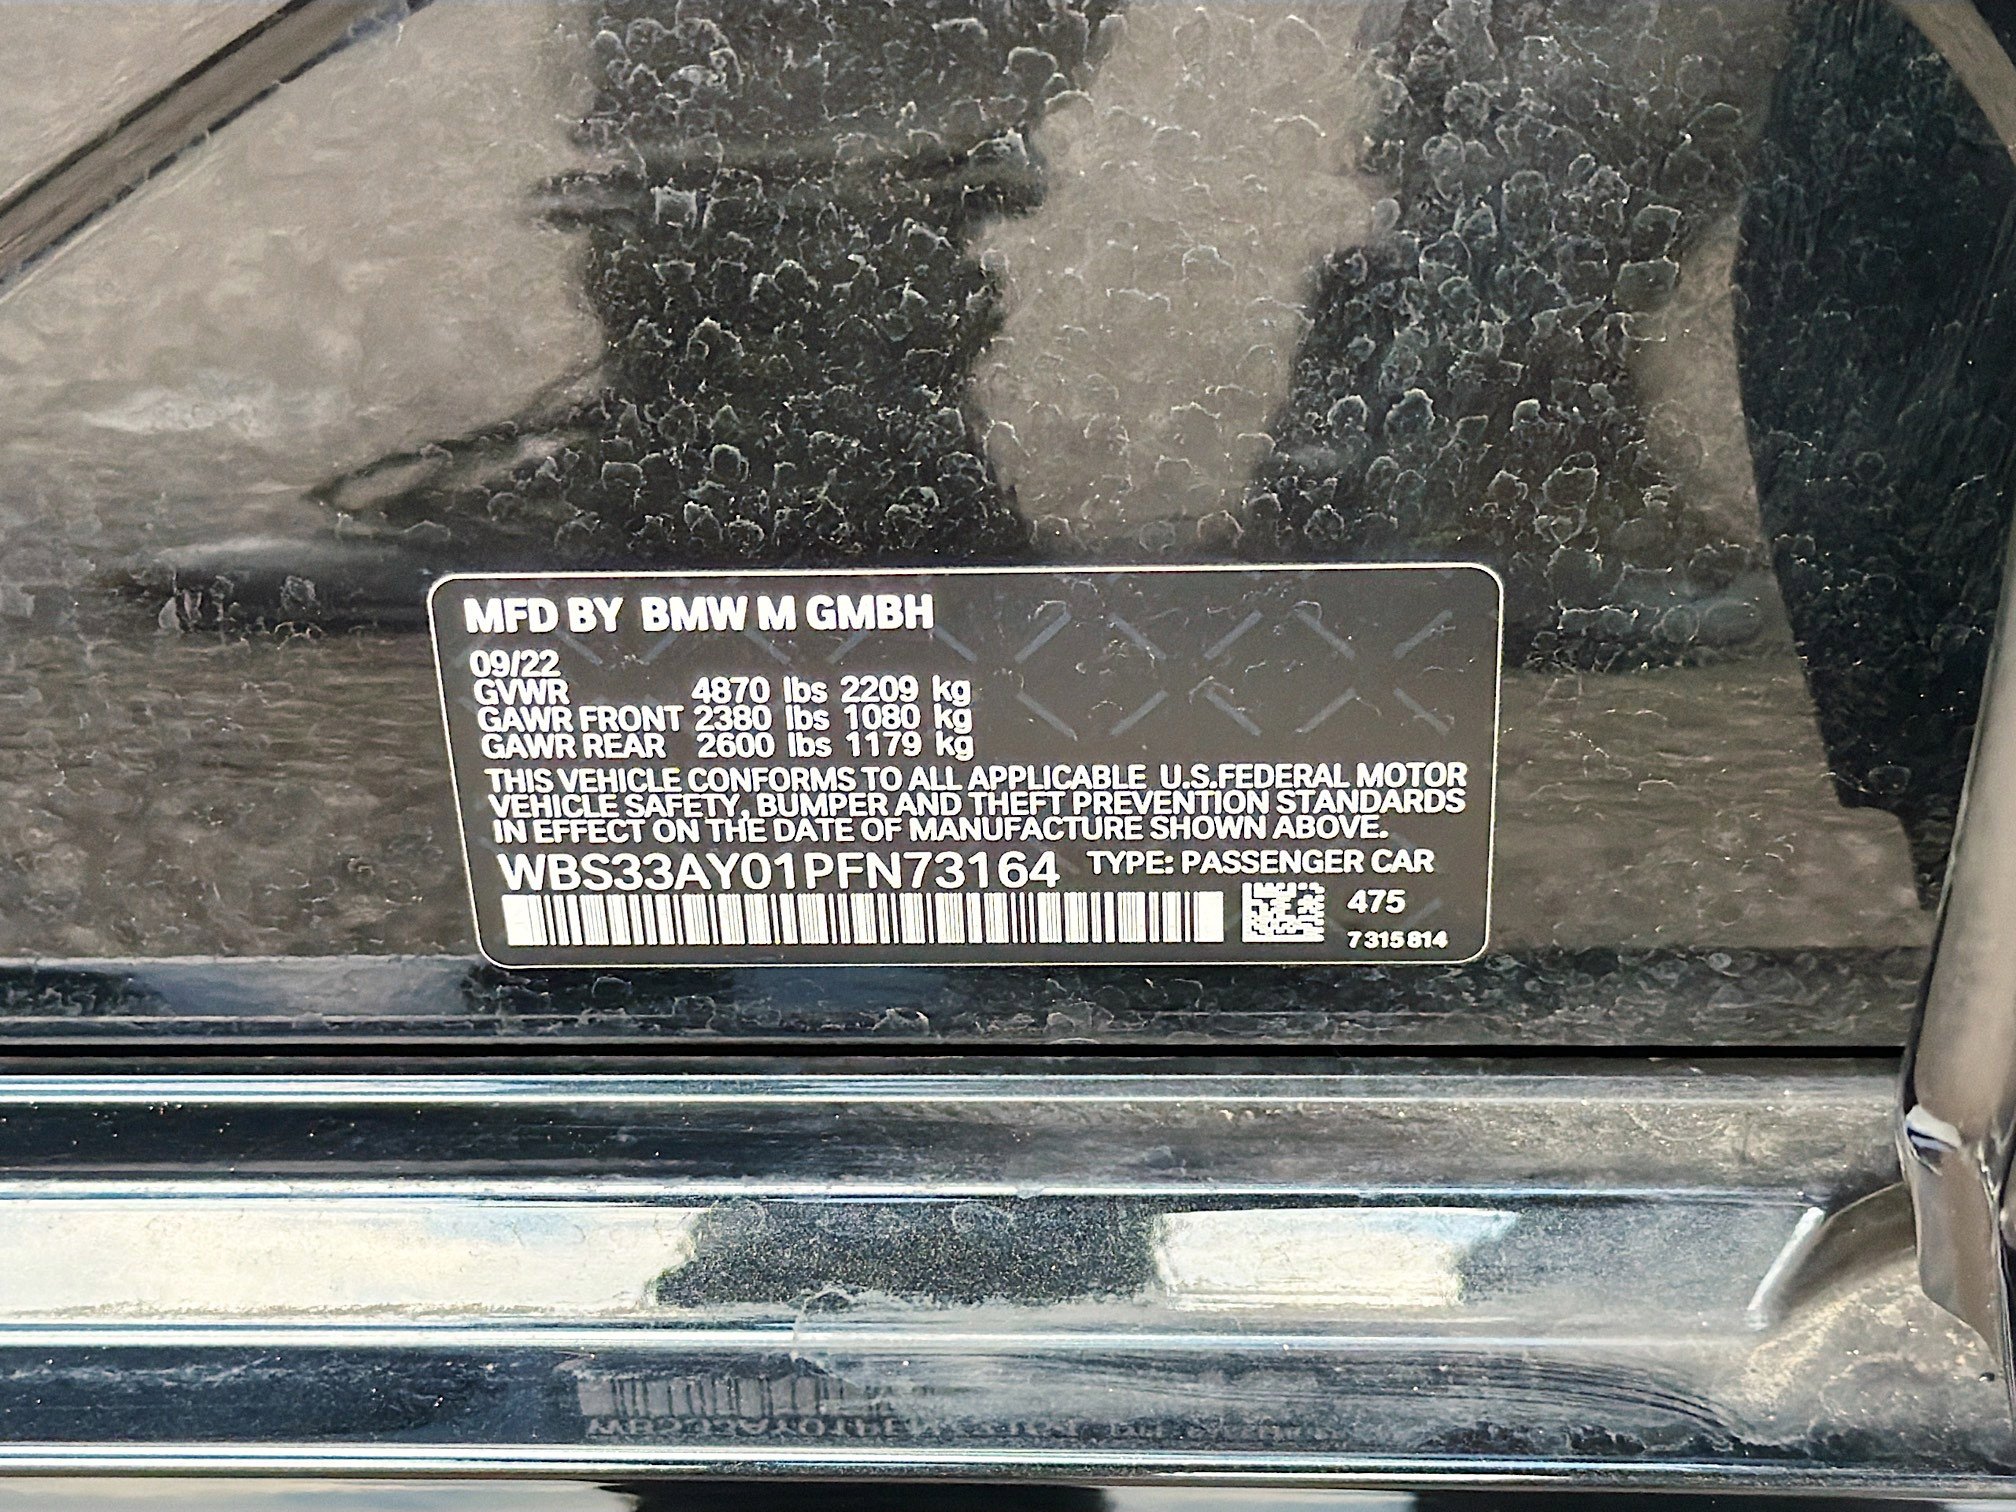 MFD BY BMW M GMBH
09/22
GVWR 4870 lbs 2209 kg
GAWR FRONT 2380 lbs 1080 kg
GAWR REAR 2600 lbs 1179 kg
THIS VEHICLE CONFORMS TO ALL APPLICABLE U.S.FEDERAL MOTOR
VEHICLE SAFETY, BUMPER AND THEFT PREVENTION STANDARDS
IN EFFECT ON THE DATE OF MANUFACTURE SHOWN ABOVE.
WBS33AY01PFN73164 TYPE: PASSENGER CAR
475
7 315 814